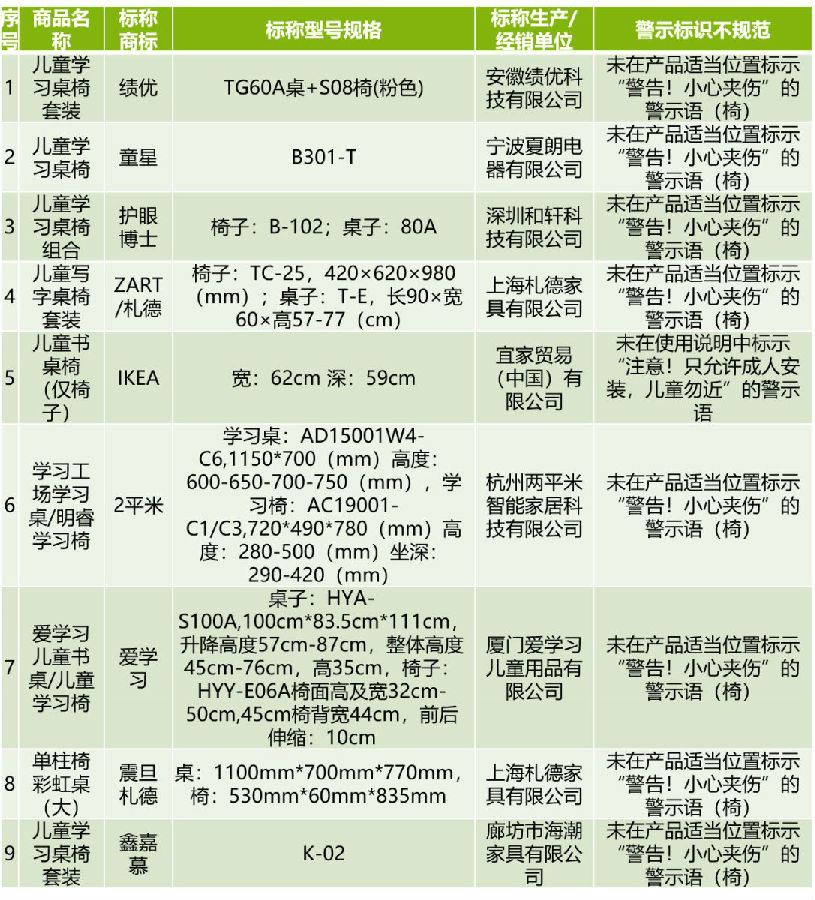 序号 商品名称 标称商标 标称型号规格 标称生产/经销单位 警示标识不规范
1 儿童学习桌椅套装 绩优 TG60A桌+S08椅(粉色) 安徽绩优科技有限公司 未在产品适当位置标示“警告！小心夹伤”的警示语（椅）
2 儿童学习桌椅 童星 B301-T 宁波夏朗电器有限公司 未在产品适当位置标示“警告！小心夹伤”的警示语（椅）
3 儿童学习桌椅组合 护眼博士 椅子：B-102；桌子：80A 深圳和轩科技有限公司 未在产品适当位置标示“警告！小心夹伤”的警示语（椅）
4 儿童写字桌椅套装 ZART/札德 椅子：TC-25，420×620×980（mm）；桌子：T-E，长90×宽60×高57-77（cm） 上海札德家具有限公司 未在产品适当位置标示“警告！小心夹伤”的警示语（椅）
5 儿童书桌椅（仅椅子） IKEA 宽：62cm 深：59cm 宜家贸易（中国）有限公司 未在使用说明中标示“注意！只允许成人安装，儿童勿近”的警示语
6 学习工场学习桌/明睿学习椅 2平米 学习桌：AD15001W4-C6,1150*700（mm）高度：600-650-700-750（mm），学习椅：AC19001-C1/C3,720*490*780（mm）高度：280-500（mm）坐深：290-420（mm） 杭州两平米智能家居科技有限公司 未在产品适当位置标示“警告！小心夹伤”的警示语（椅）
7 爱学习儿童书桌/儿童学习椅 爱学习 桌子：HYA-S100A,100cm*83.5cm*111cm，升降高度57cm-87cm，整体高度45cm-76cm，高35cm，椅子：HYY-E06A椅面高及宽32cm-50cm,45cm椅背宽44cm，前后伸缩：10cm 厦门爱学习儿童用品有限公司 未在产品适当位置标示“警告！小心夹伤”的警示语（椅）
8 单柱椅彩虹桌（大） 震旦札德 桌：1100mm*700mm*770mm，椅：530mm*60mm*835mm 上海札德家具有限公司 未在产品适当位置标示“警告！小心夹伤”的警示语（椅）
9 儿童学习桌椅套装 鑫嘉慕 K-02 廊坊市海潮家具有限公司 未在产品适当位置标示“警告！小心夹伤”的警示语（椅）